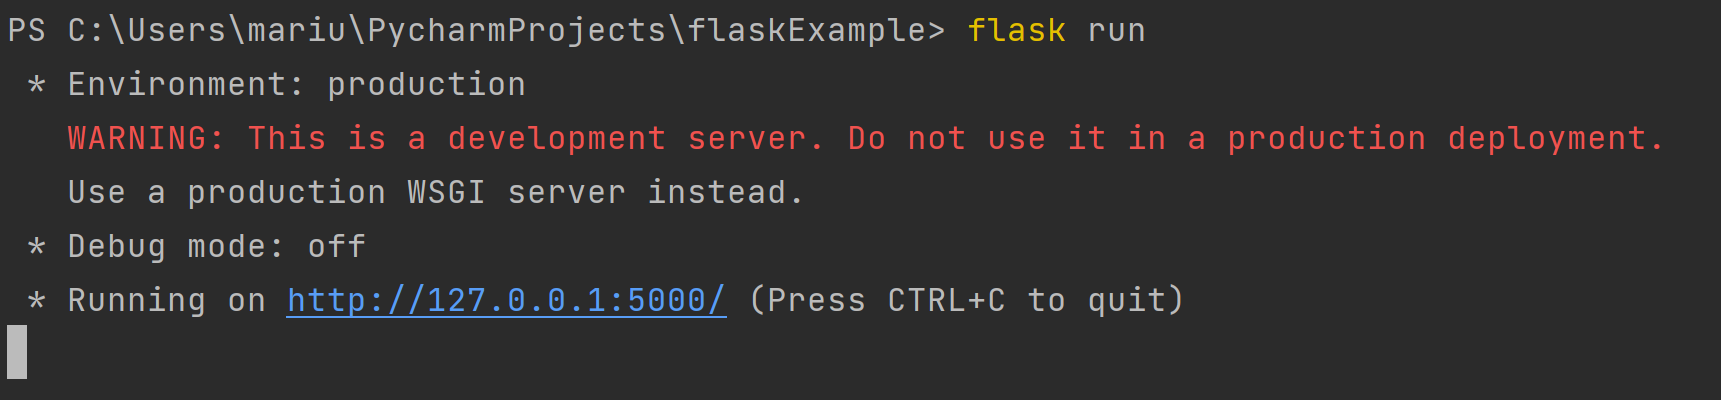 PS C:\Users\mariu\PycharmProjects\flaskExample> flask run
 * Environment: production
   WARNING: This is a development server. Do not use it in a production deployment.
   Use a production WSGI server instead.
 * Debug mode: off
 * Running on http://127.0.0.1:5000/ (Press CTRL+C to quit)